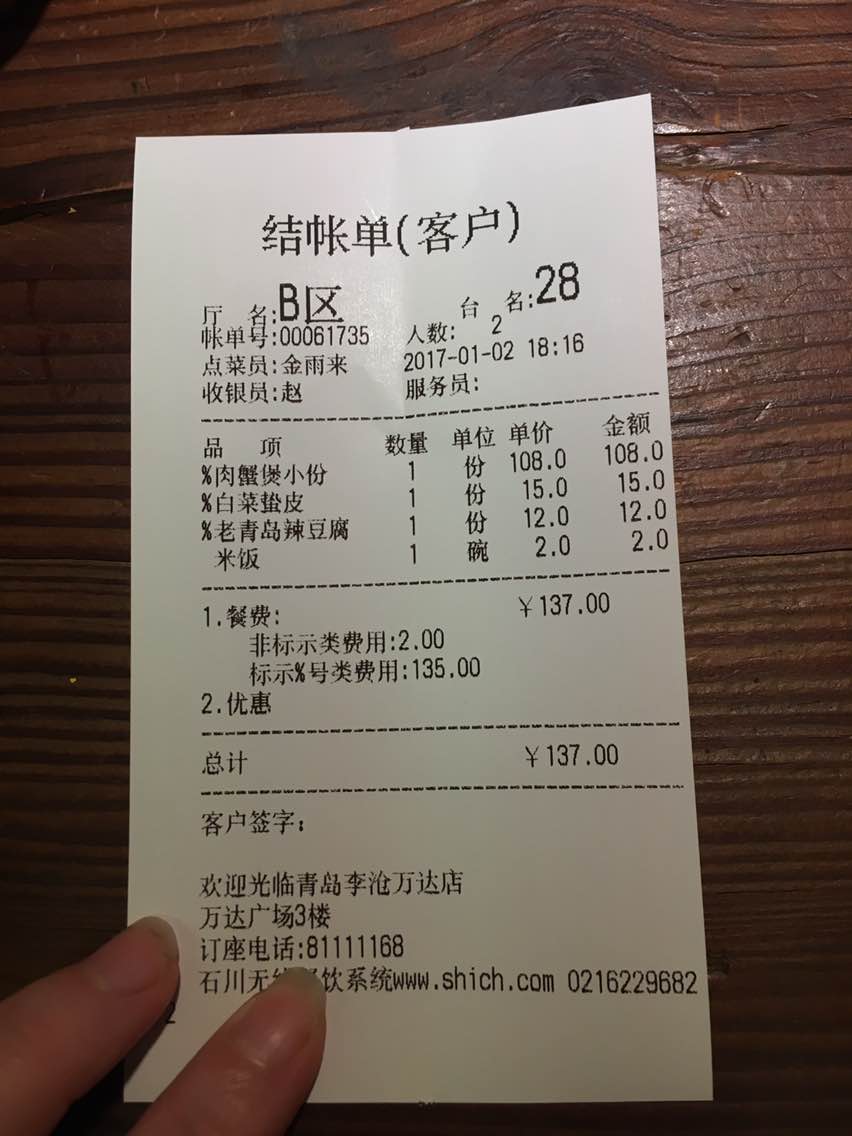 结帐单(客户)
厅 名:B区 台 名:28
帐单号:00061735 人数: 2
点菜员:金雨来 2017-01-02 18:16
收银员:赵 服务员:
品 项 数量 单位 单价 金额
%肉蟹煲小份 1 份 108.0 108.0
%白菜蛰皮 1 份 15.0 15.0
%老青岛辣豆腐 1 份 12.0 12.0
米饭 1 碗 2.0 2.0
1.餐费: ￥137.00
非标示类费用:2.00
标示%号类费用:135.00
2.优惠
总计 ￥137.00
客户签字:
欢迎光临青岛李沧万达店
万达广场3楼
订座电话:81111168
石川无 饮系统www.shich.com 0216229682
2